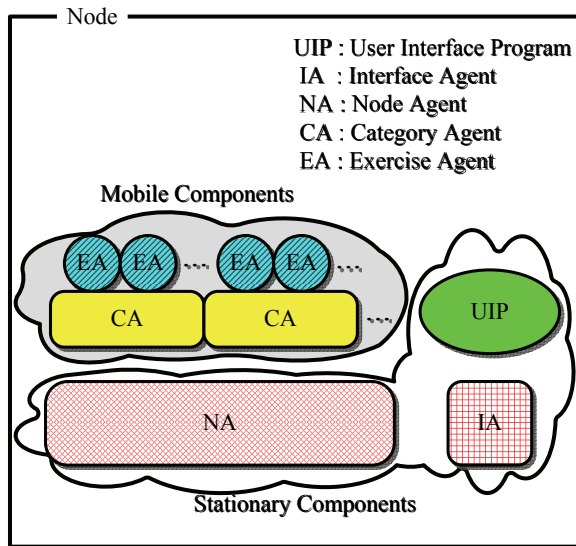 Node
UIP : User Interface Program
IA : Interface Agent
NA : Node Agent
CA : Category Agent
EA : Exercise Agent
Mobile Components
EA EA EA EA
CA CA
UIP
NA IA
Stationary Components